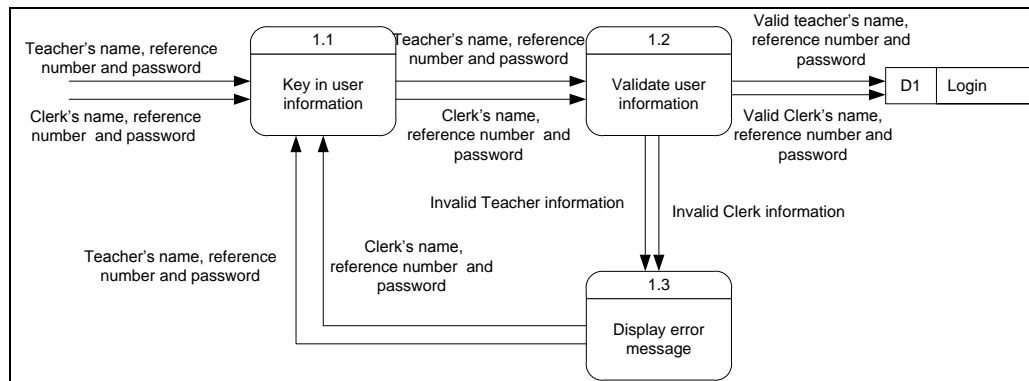 Teacher's name, reference
number and password
Clerk's name, reference
number and password
1.1
Key in user
information
Teacher's name, reference
number and password
Clerk's name,
reference number and
password
1.2
Validate user
information
Valid teacher's name,
reference number and
password
D1 Login
Valid Clerk's name,
reference number and
password
Invalid Teacher information
Invalid Clerk information
Teacher's name, reference
number and password
Clerk's name,
reference number and
password
1.3
Display error
message